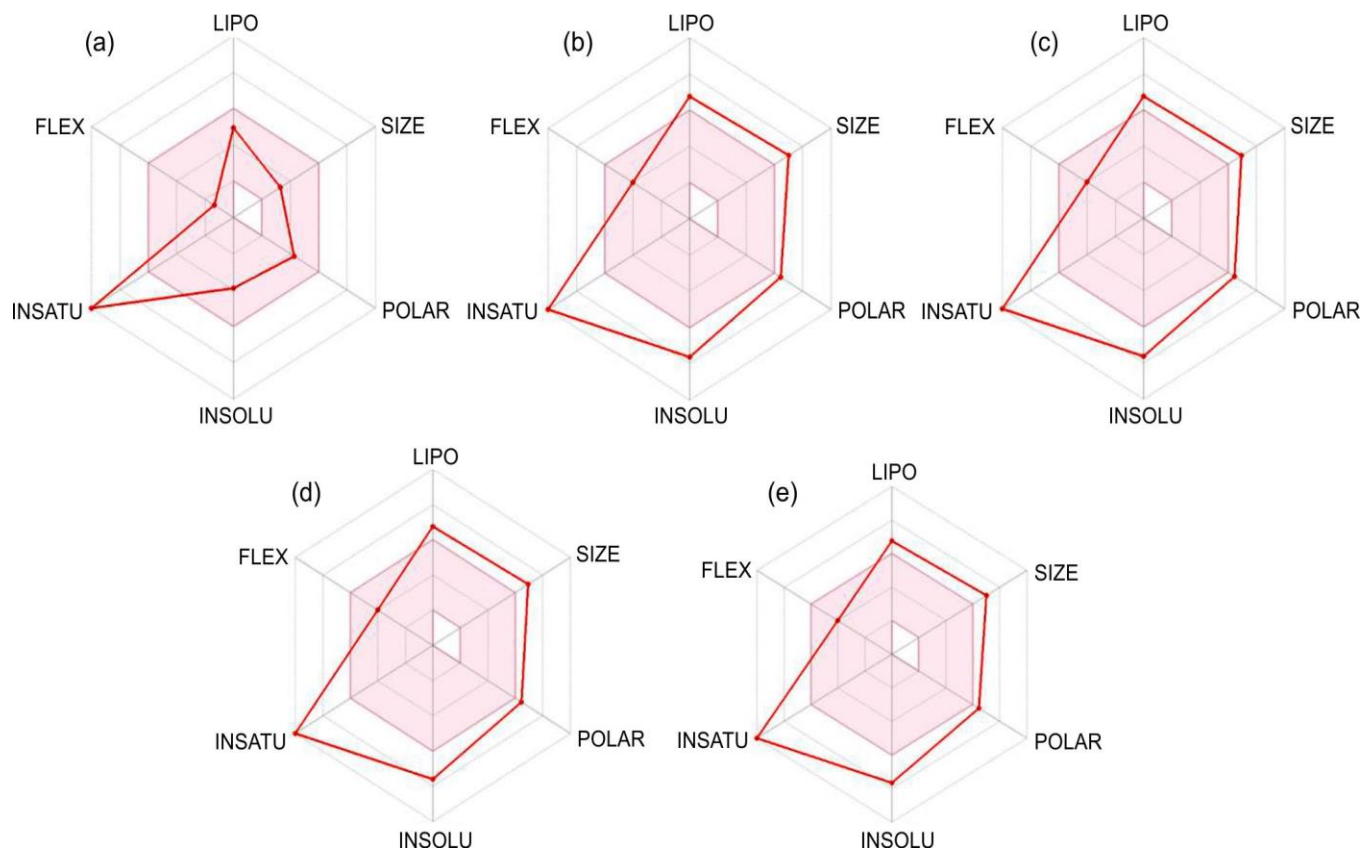 (a)
LIPO
FLEX
SIZE
INSATU
POLAR
INSOLU
(b)
LIPO
FLEX
SIZE
INSATU
POLAR
INSOLU
(c)
LIPO
FLEX
SIZE
INSATU
POLAR
INSOLU
(d)
LIPO
FLEX
SIZE
INSATU
POLAR
INSOLU
(e)
LIPO
FLEX
SIZE
INSATU
POLAR
INSOLU